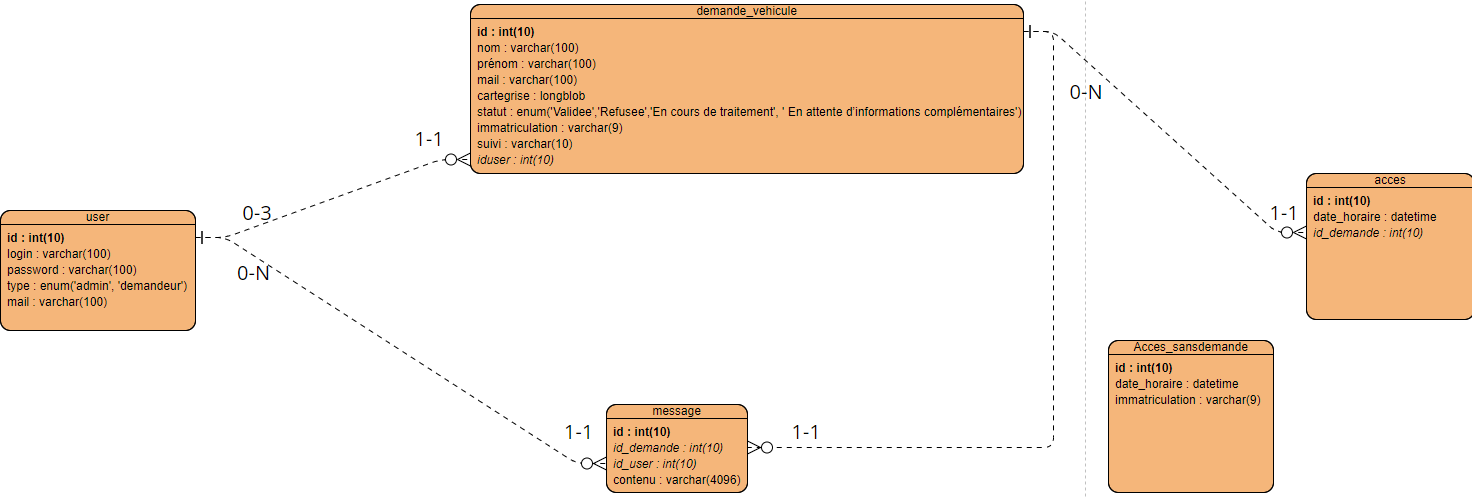 demande_vehicule
id : int(10)
nom : varchar(100)
prénom : varchar(100)
mail : varchar(100)
cartegrise : longblob
statut : enum('Validee','Refusee','En cours de traitement', ' En attente d'informations complémentaires')
immatriculation : varchar(9)
suivi : varchar(10)
iduser : int(10)
0-N
1-1
acces
id : int(10)
date_horaire : datetime
id_demande : int(10)
1-1
user
id : int(10)
login : varchar(100)
password : varchar(100)
type : enum('admin', 'demandeur')
mail : varchar(100)
0-3
0-N
Acces_sansdemande
id : int(10)
date_horaire : datetime
immatriculation : varchar(9)
message
id : int(10)
id_demande : int(10)
id_user : int(10)
contenu : varchar(4096)
1-1
1-1